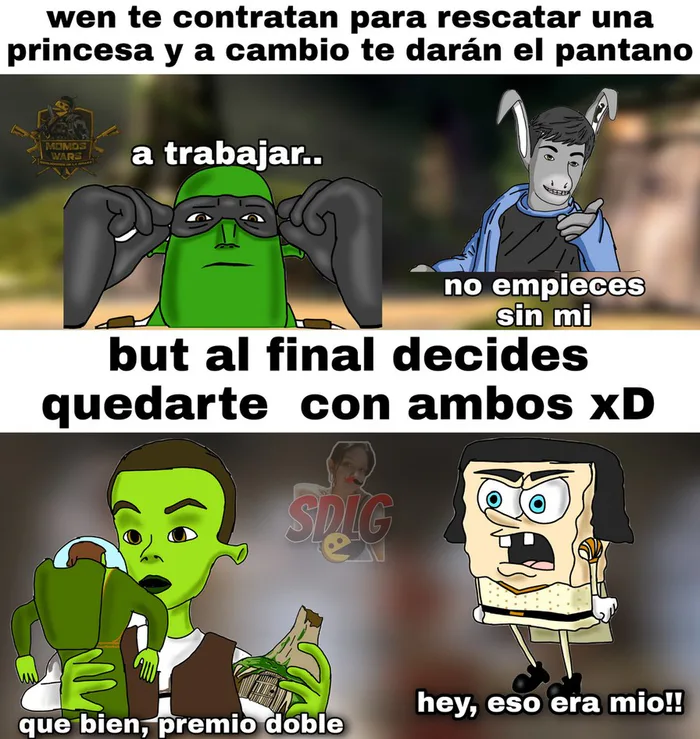 wen te contratan para rescatar una
princesa y a cambio te darán el pantano
MOMOS
WARS
a trabajar..
no empieces
sin mi
but al final decides
quedarte con ambos xD
SDLG
hey, eso era mio!!
que bien, premio doble